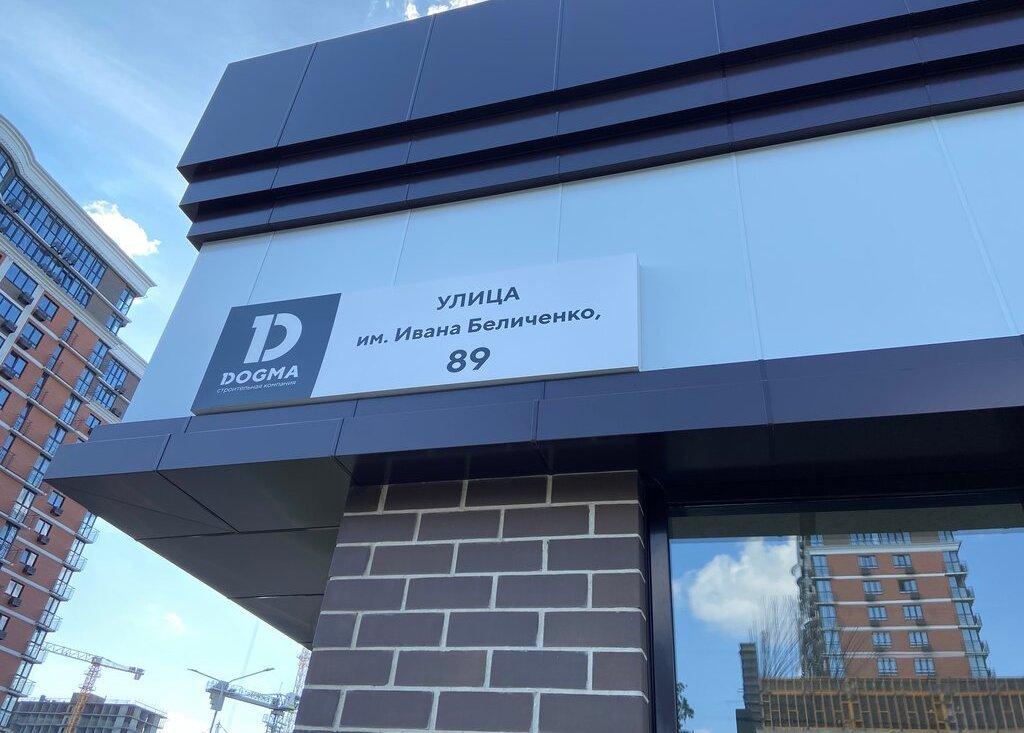 DOGMA
строительная компания
УЛИЦА
им. Ивана Беличенко,
89